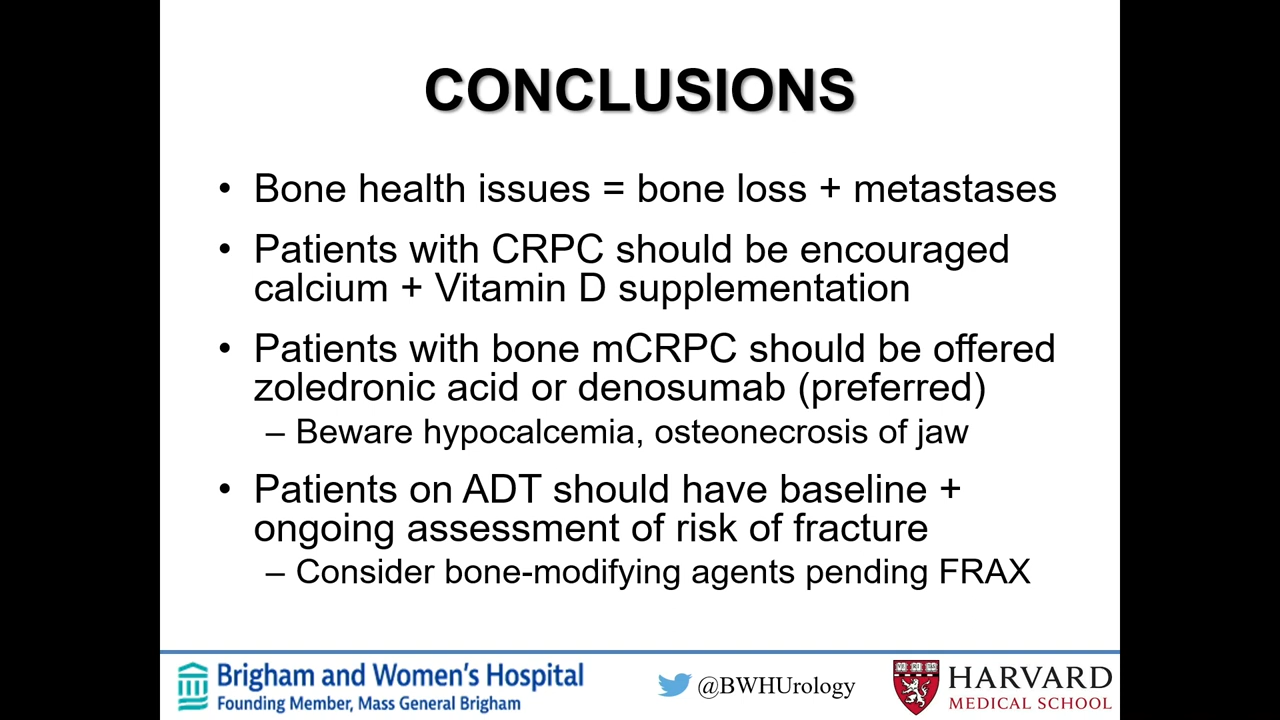 CONCLUSIONS
• Bone health issues = bone loss + metastases
• Patients with CRPC should be encouraged
calcium + Vitamin D supplementation
• Patients with bone mCRPC should be offered
zoledronic acid or denosumab (preferred)
– Beware hypocalcemia, osteonecrosis of jaw
• Patients on ADT should have baseline +
ongoing assessment of risk of fracture
– Consider bone-modifying agents pending FRAX
Brigham and Women's Hospital
Founding Member, Mass General Brigham
@BWHUrology
HARVARD
MEDICAL SCHOOL